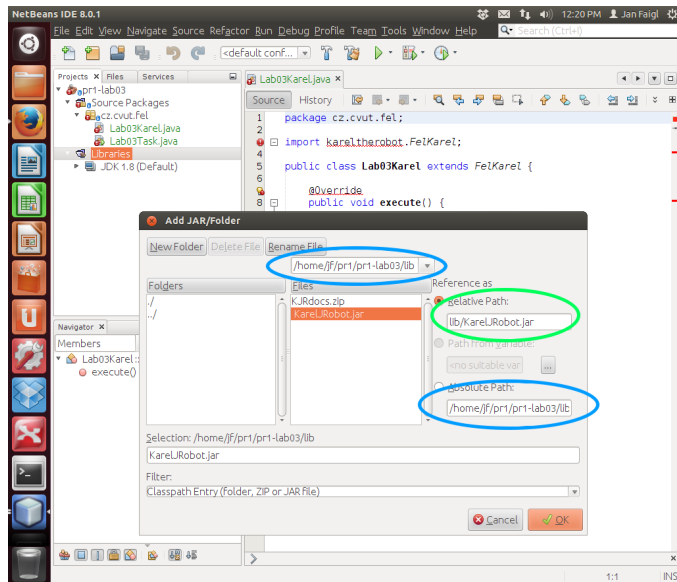 NetBeans IDE 8.0.1
12:20 PM Jan Faigl
File Edit View Navigate Source Refactor Run Debug Profile Team Tools Window Help
Search (Ctrl+I)
<default conf...
Projects Files Services
Lab03Karel.java
pr1-lab03
Source Packages
cz.cvut.fel
Lab03Karel.java
Lab03Task.java
Libraries
JDK 1.8 (Default)
Source History
1 package cz.cvut.fel;
2
import kareltherobot.FelKarel;
4
5 public class Lab03Karel extends FelKarel {
6
@Override
8 public void execute() {
Add JAR/Folder
New Folder Delete File Rename File
/home/jf/pr1/pr1-lab03/lib
Folders Files
./
../
KJRdocs.zip
KarelJRobot.jar
Reference as
Relative Path:
lib/KarelJRobot.jar
Path from Variable:
<no suitable var ...
Absolute Path:
/home/jf/pr1/pr1-lab03/lib
Selection: /home/jf/pr1/pr1-lab03/lib
KarelJRobot.jar
Filter:
Classpath Entry (folder, ZIP or JAR file)
Cancel OK
Navigator
Members
Lab03Karel ::
execute()
1:1 INS